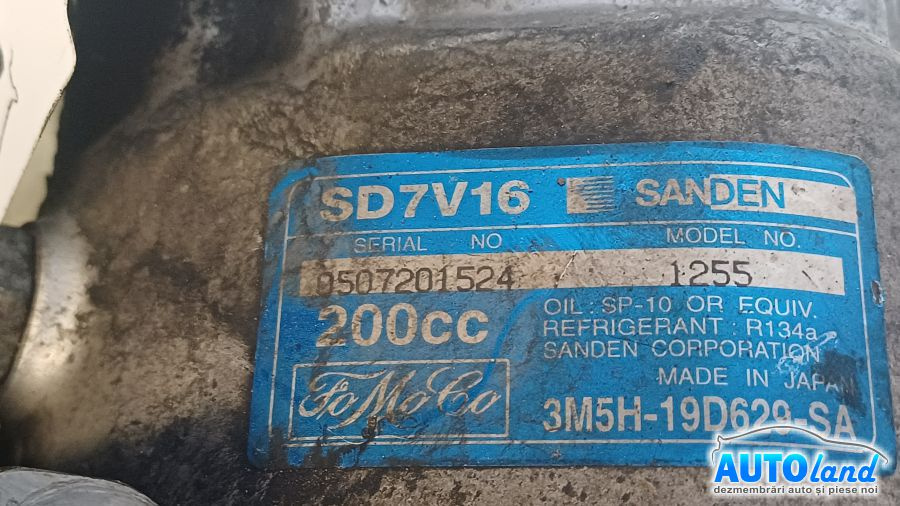 SD7V16 SANDEN
SERIAL NO MODEL NO.
0507201524 1255
200cc OIL : SP-10 OR EQUIV.
REFRIGERANT : R134a
SANDEN CORPORATION
MADE IN JAPAN
FoMoCo 3M5H-19D629-SA
AUTOland
dezmembrări auto și piese noi